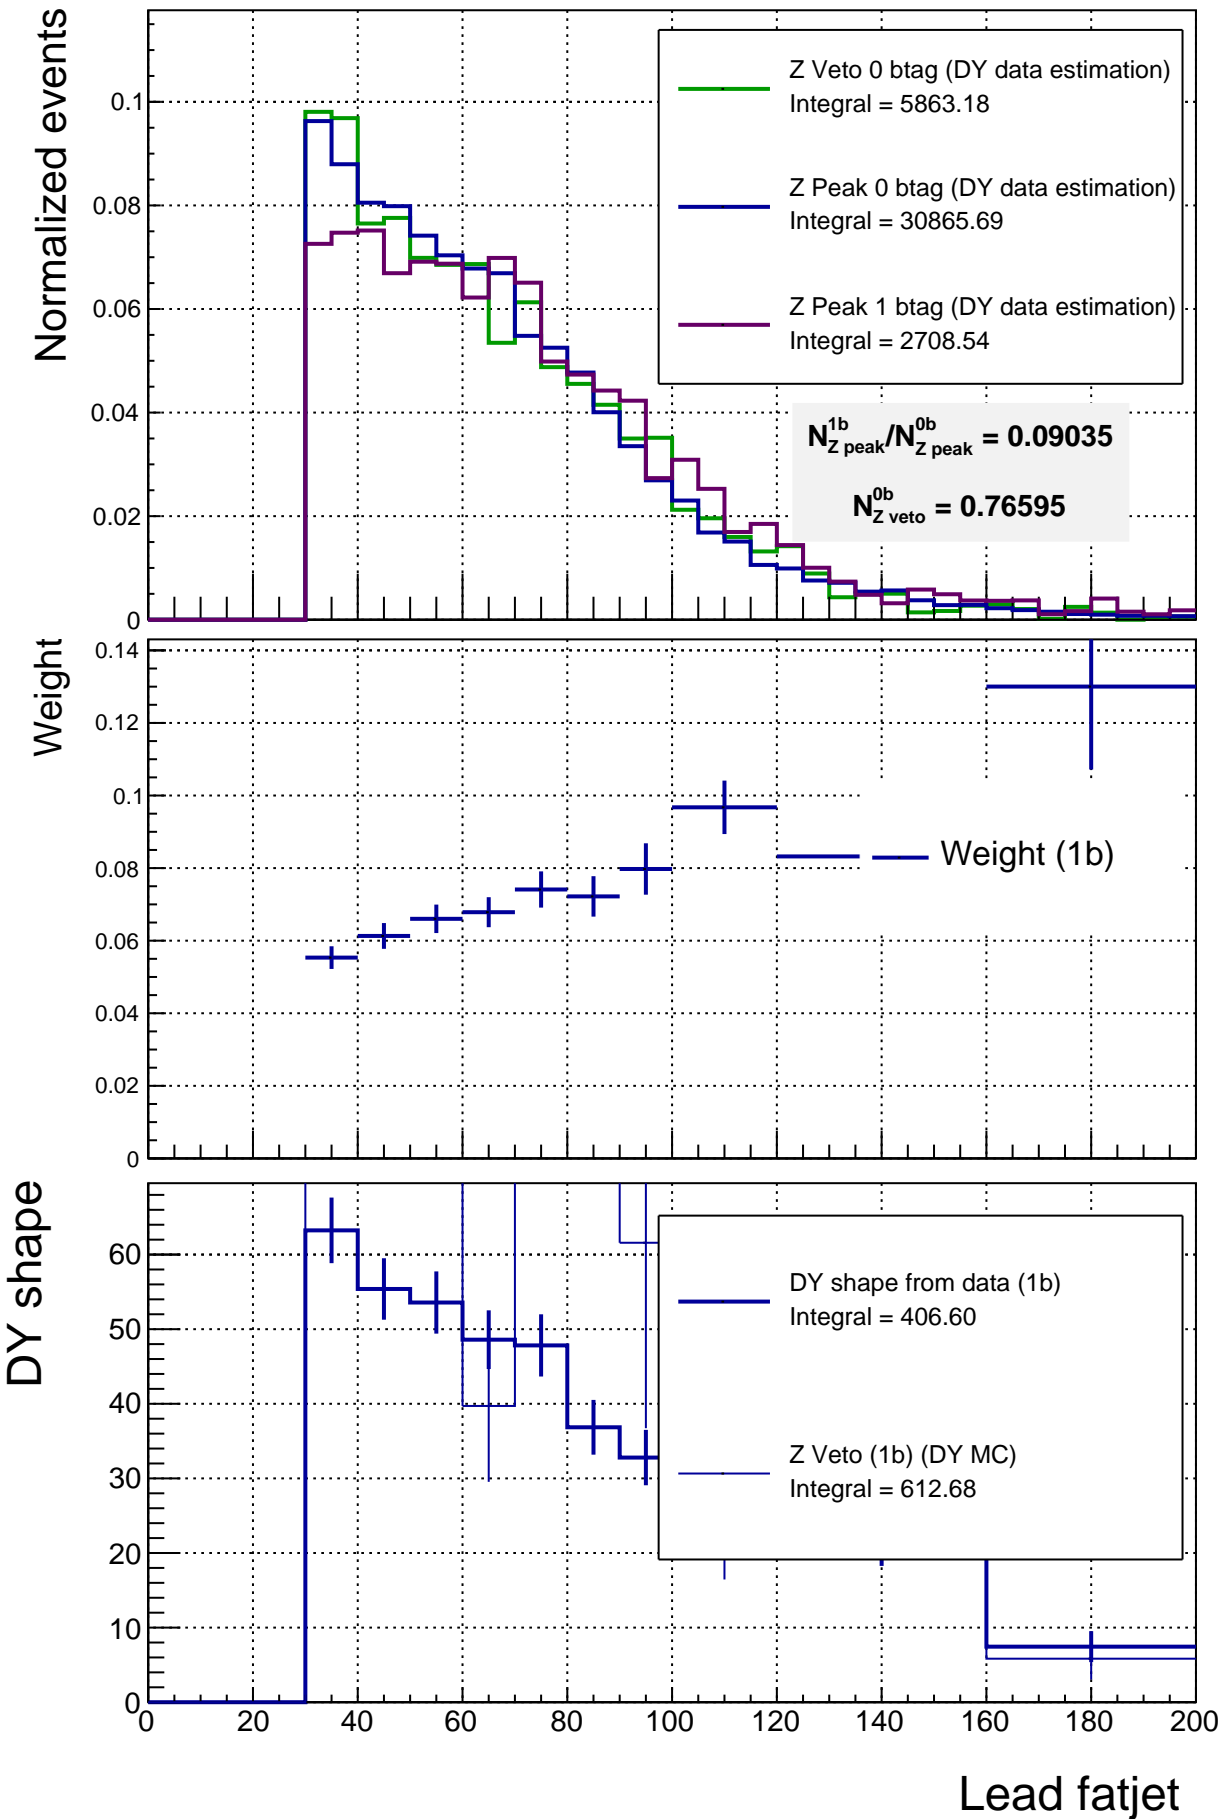 Normalized events
0.1
0.08
0.06
0.04
0.02
0
Z Veto 0 btag (DY data estimation)
Integral = 5863.18
Z Peak 0 btag (DY data estimation)
Integral = 30865.69
Z Peak 1 btag (DY data estimation)
Integral = 2708.54
N^{1b}_{Z peak}/N^{0b}_{Z peak} = 0.09035
N^{0b}_{Z veto} = 0.76595
Weight
0.14
0.12
0.1
0.08
0.06
0.04
0.02
0
Weight (1b)
DY shape
60
50
40
30
20
10
0
DY shape from data (1b)
Integral = 406.60
Z Veto (1b) (DY MC)
Integral = 612.68
0 20 40 60 80 100 120 140 160 180 200
Lead fatjet